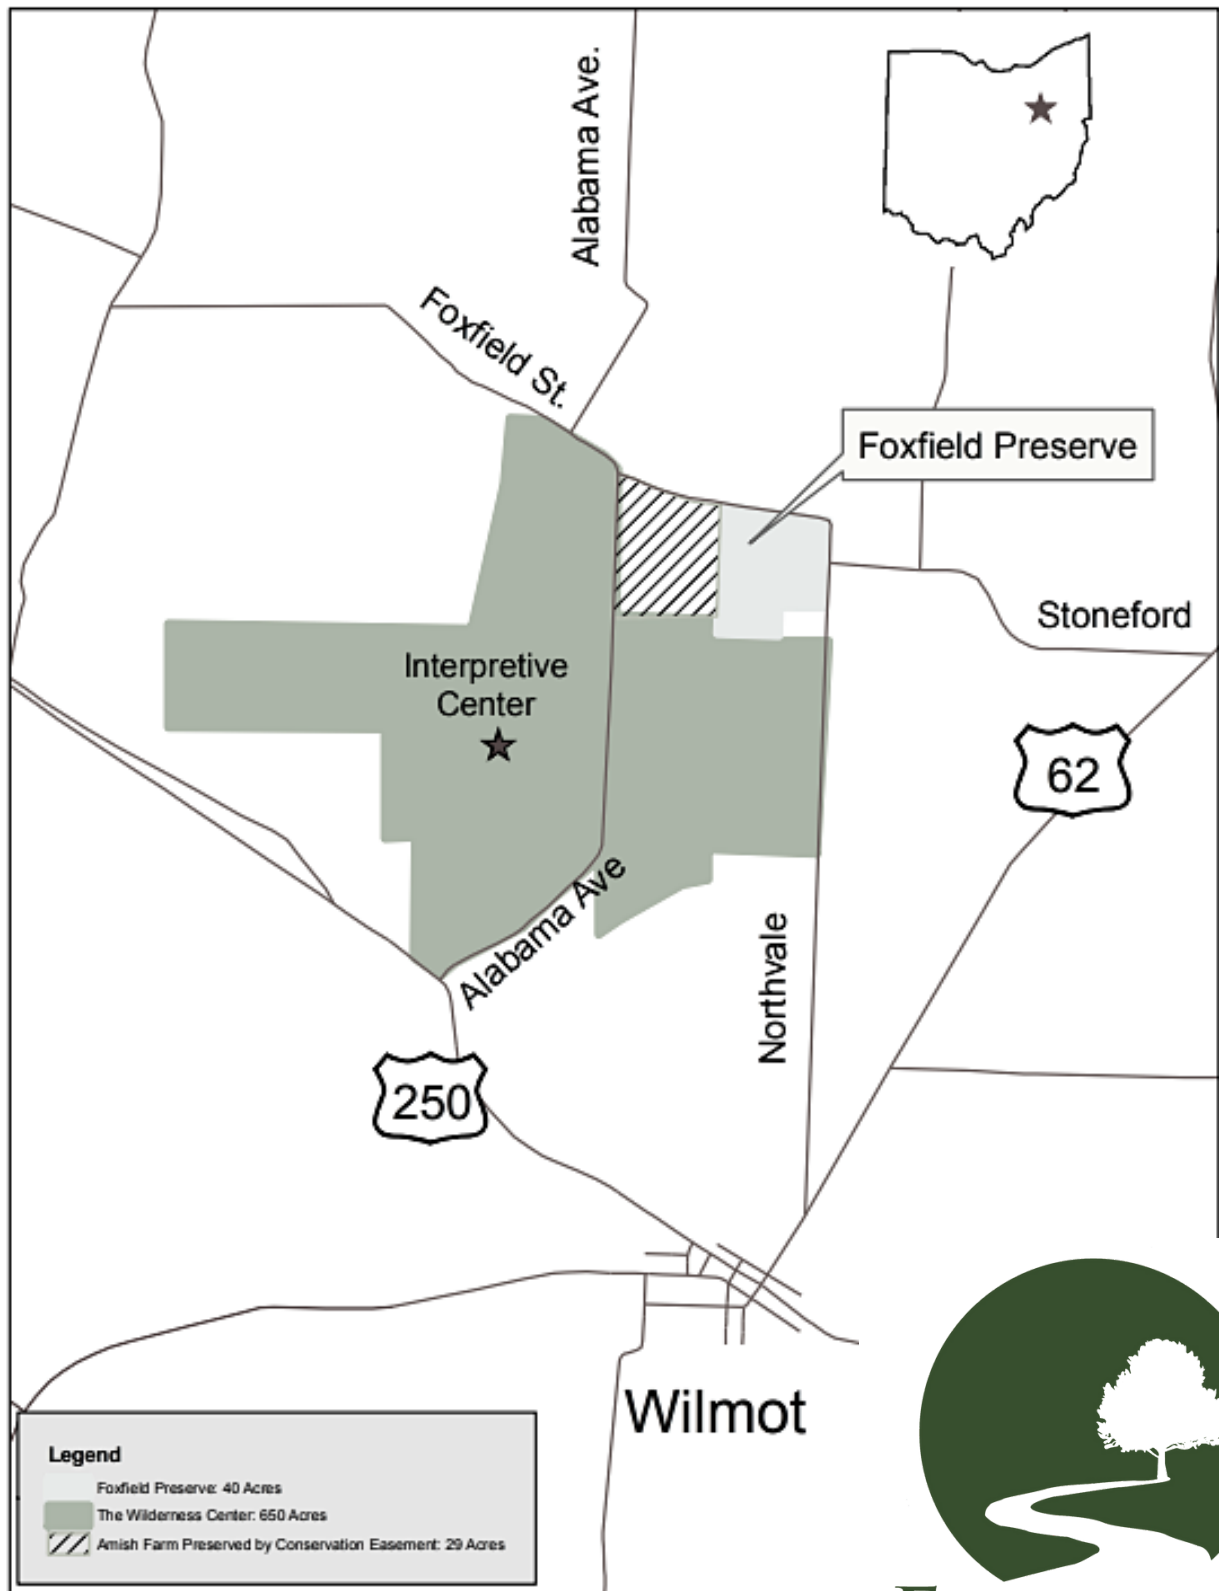 Alabama Ave.
Foxfield St.
Foxfield Preserve
Stoneford
Interpretive
Center
62
Alabama Ave
Northvale
250
Wilmot
Legend
Foxfield Preserve: 40 Acres
The Wilderness Center: 650 Acres
Amish Farm Preserved by Conservation Easement: 29 Acres